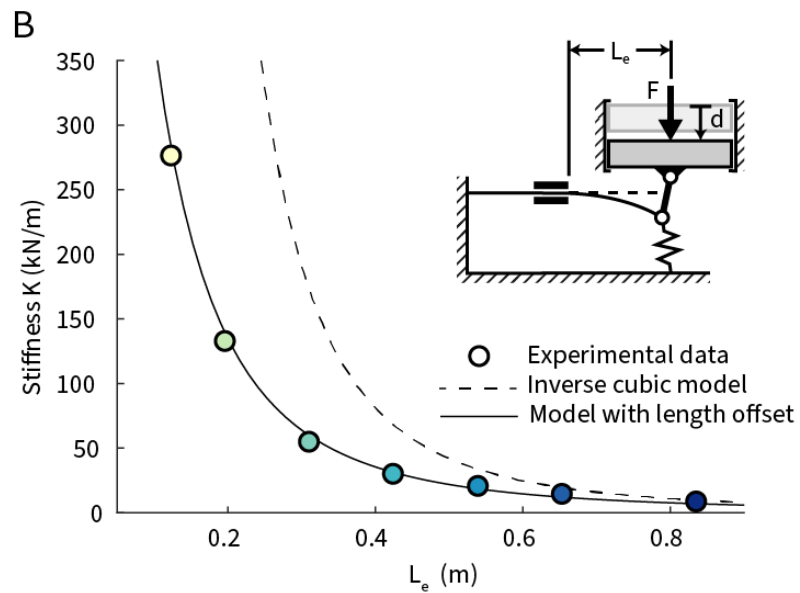 B
Stiffness K (kN/m)
350
300
250
200
150
100
50
0
0.2 0.4 0.6 0.8
Lₑ (m)
Lₑ
F
d
Experimental data
Inverse cubic model
Model with length offset